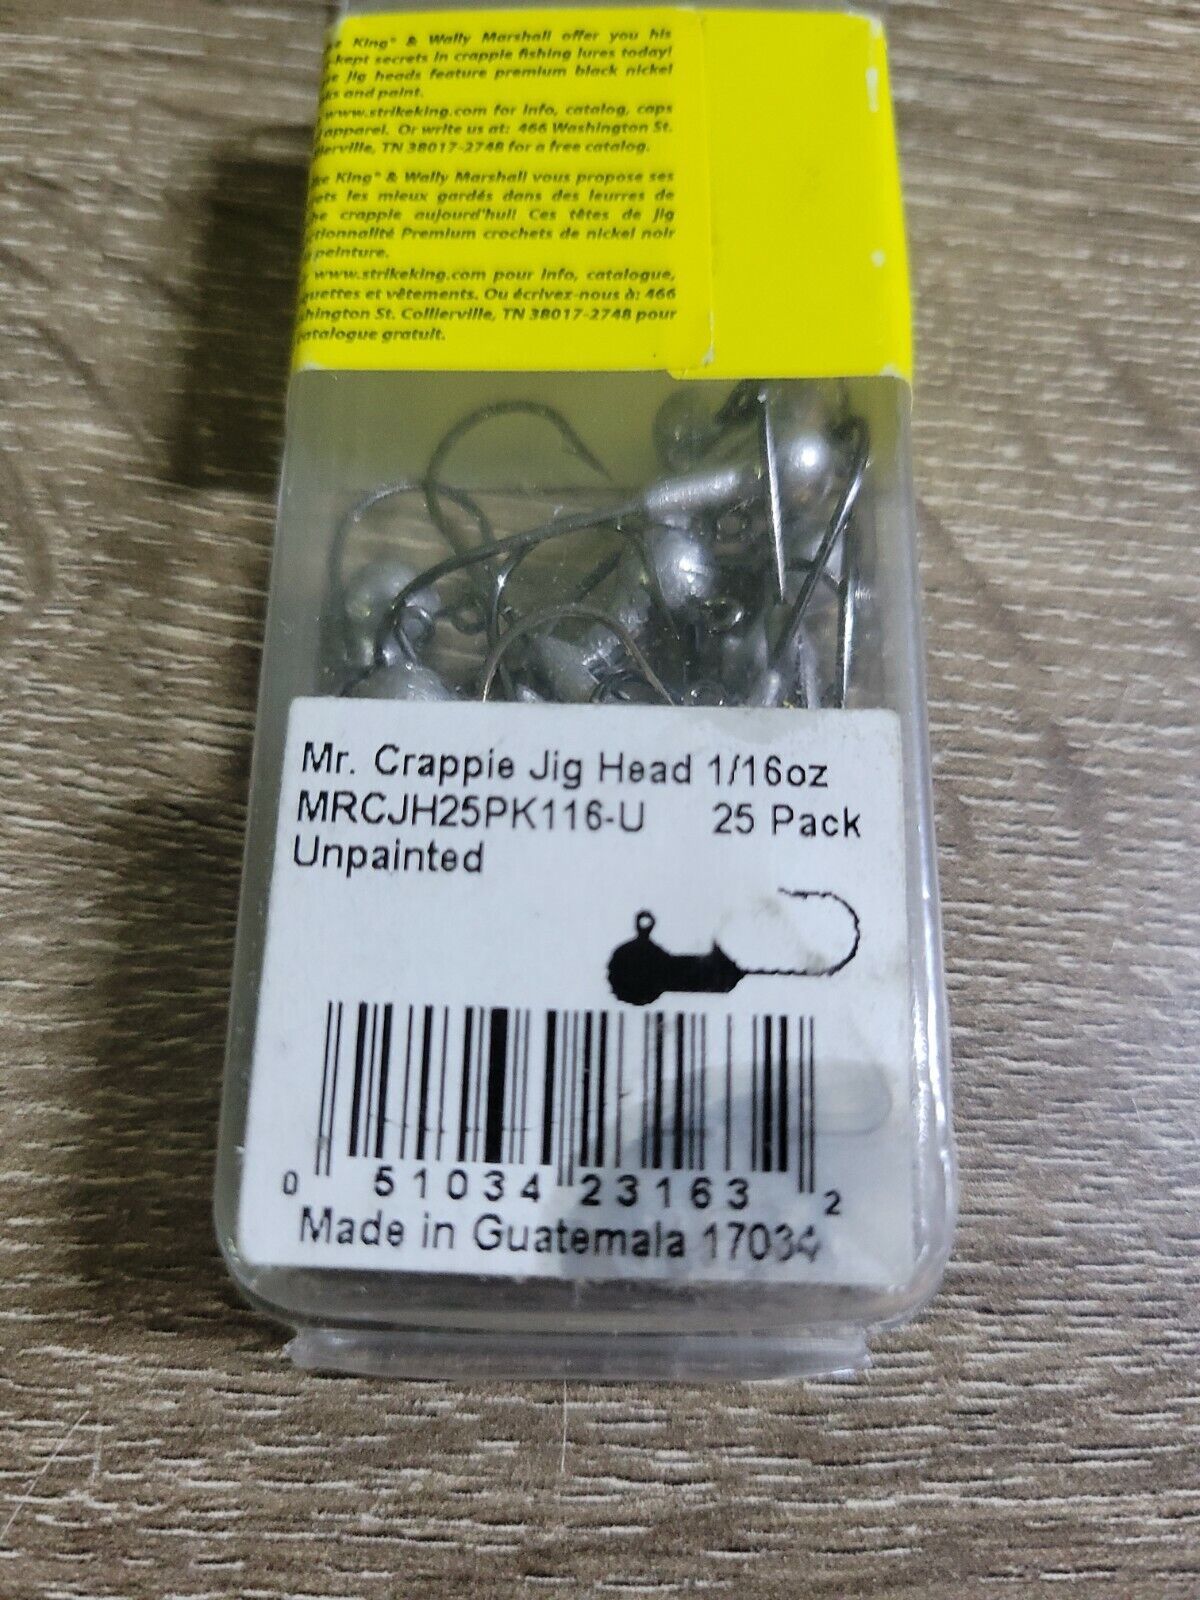 King® & Wally Marshall offer you his
-kept secrets in crappie fishing lures today!
Jig heads feature premium black nickel
and paint.
www.strikeking.com for info, catalog, caps
apparel. Or write us at: 466 Washington St.
TN 38017-2748 for a free catalog.
King® & Wally Marshall vous propose ses
les mieux gardés dans des leurres de
crappie aujourd'hui! Ces têtes de jig
Premium crochets de nickel noir
peinture.
www.strikeking.com pour info, catalogue,
et vêtements. Ou écrivez-nous à: 466
St. Collierville, TN 38017-2748 pour
catalogue gratuit.
Mr. Crappie Jig Head 1/16oz
MRCJH25PK116-U 25 Pack
Unpainted
0 51034 23163 2
Made in Guatemala 17034